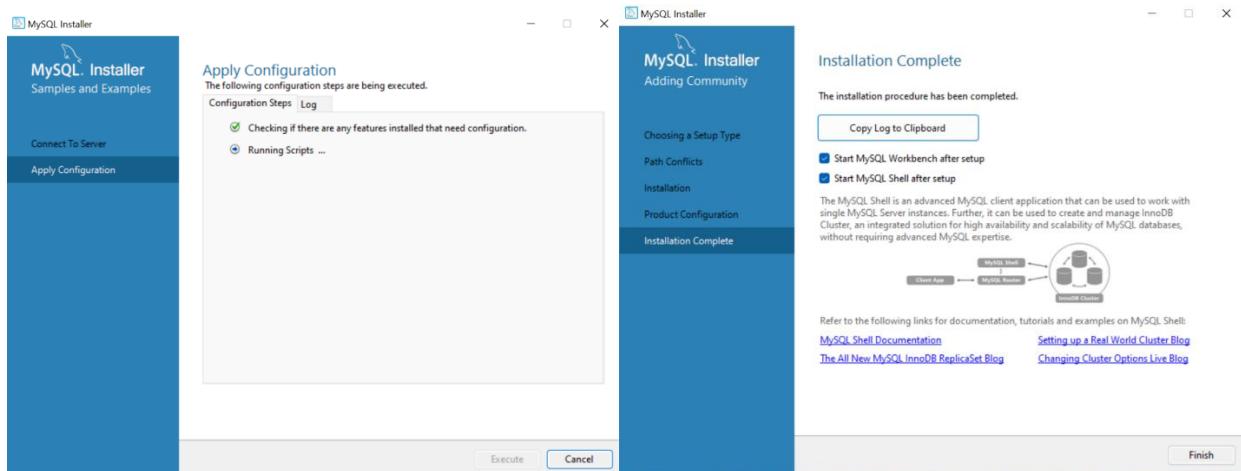 MySQL Installer
MySQL. Installer
Samples and Examples
Connect To Server
Apply Configuration
Apply Configuration
The following configuration steps are being executed.
Configuration Steps Log
Checking if there are any features installed that need configuration.
Running Scripts ...
Execute Cancel
MySQL Installer
MySQL. Installer
Adding Community
Choosing a Setup Type
Path Conflicts
Installation
Product Configuration
Installation Complete
Installation Complete
The installation procedure has been completed.
Copy Log to Clipboard
Start MySQL Workbench after setup
Start MySQL Shell after setup
The MySQL Shell is an advanced MySQL client application that can be used to work with
single MySQL Server instances. Further, it can be used to create and manage InnoDB
Cluster, an integrated solution for high availability and scalability of MySQL databases,
without requiring advanced MySQL expertise.
MySQL Shell
Client App MySQL Router
InnoDB Cluster
Refer to the following links for documentation, tutorials and examples on MySQL Shell:
MySQL Shell Documentation Setting up a Real World Cluster Blog
The All New MySQL InnoDB ReplicaSet Blog Changing Cluster Options Live Blog
Finish